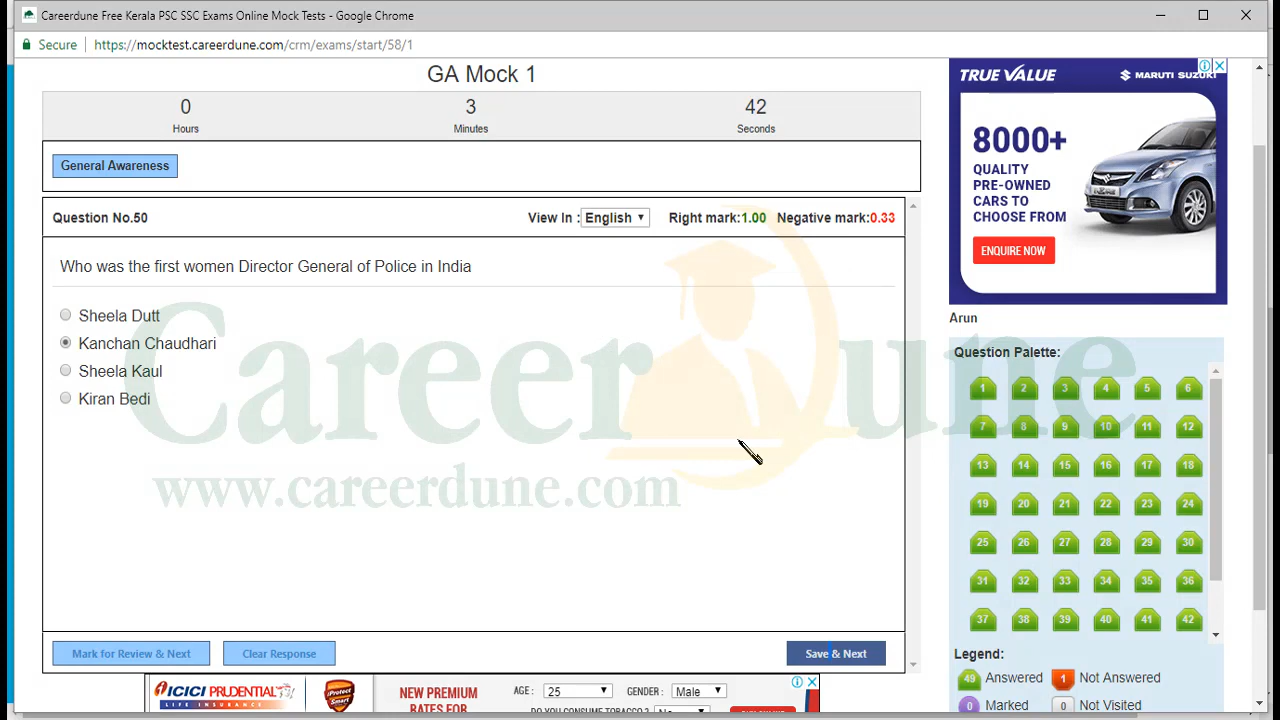 Careerdune Free Kerala PSC SSC Exams Online Mock Tests - Google Chrome
Secure https://mocktest.careerdune.com/crm/exams/start/58/1
GA Mock 1
0 3 42
Hours Minutes Seconds
General Awareness
Question No.50 View In : English Right mark:1.00 Negative mark:0.33
Who was the first women Director General of Police in India
Sheela Dutt
Kanchan Chaudhari
Sheela Kaul
Kiran Bedi
CareerDune
www.careerdune.com
Mark for Review & Next Clear Response Save & Next
TRUE VALUE MARUTI SUZUKI
8000+
QUALITY
PRE-OWNED
CARS TO
CHOOSE FROM
ENQUIRE NOW
Arun
Question Palette:
1 2 3 4 5 6
7 8 9 10 11 12
13 14 15 16 17 18
19 20 21 22 23 24
25 26 27 28 29 30
31 32 33 34 35 36
37 38 39 40 41 42
Legend:
49 Answered 1 Not Answered
0 Marked 0 Not Visited
ICICI PRUDENTIAL
LIFE INSURANCE
iProtect
Smart
NEW PREMIUM
RATES FOR
AGE : 25 GENDER : Male
DO YOU CONSUME TOBACCO ? No